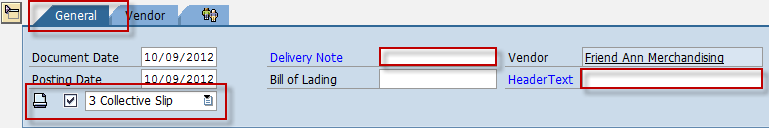 General Vendor
Document Date 10/09/2012 Delivery Note Vendor Friend Ann Merchandising
Posting Date 10/09/2012 Bill of Lading HeaderText
3 Collective Slip